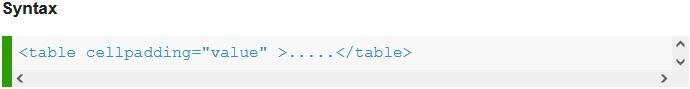 Syntax
<table cellpadding="value" >.....</table>